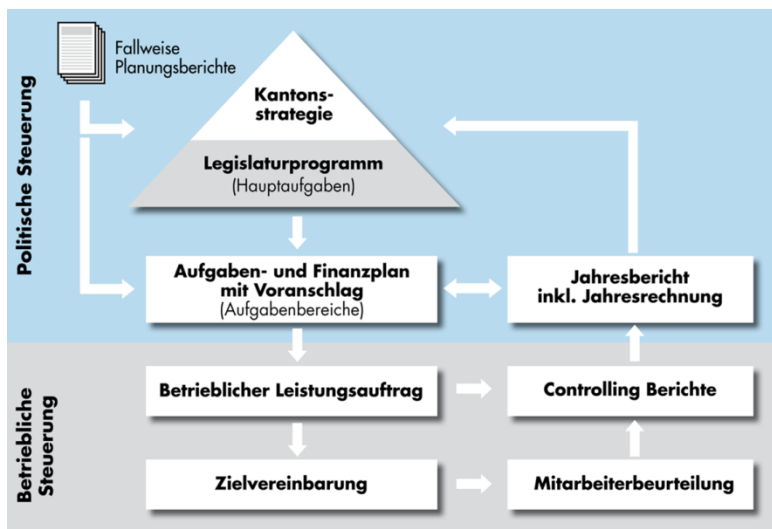 Fallweise
Planungsberichte
Politische Steuerung
Kantons-
strategie
Legislaturprogramm
(Hauptaufgaben)
Aufgaben- und Finanzplan
mit Voranschlag
(Aufgabenbereiche)
Jahresbericht
inkl. Jahresrechnung
Betriebliche
Steuerung
Betrieblicher Leistungsauftrag
Controlling Berichte
Zielvereinbarung
Mitarbeiterbeurteilung